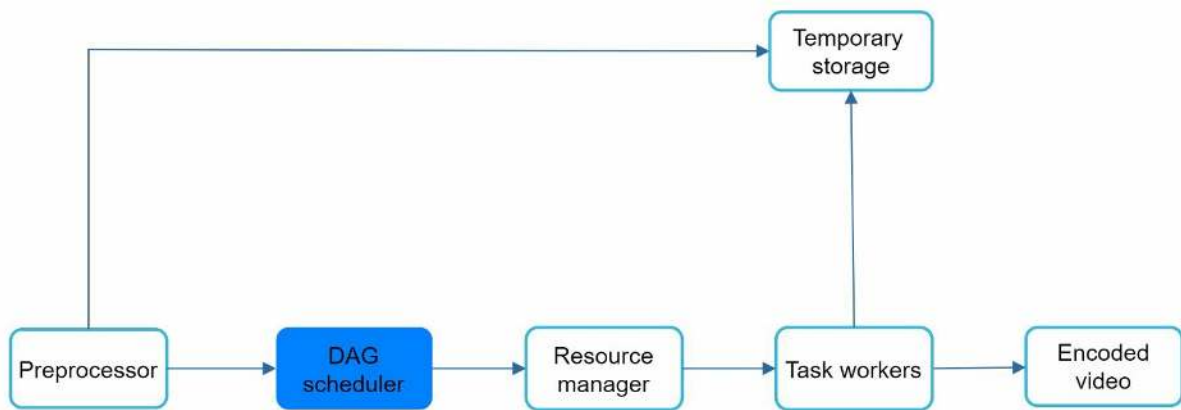 Temporary
storage
Preprocessor
DAG
scheduler
Resource
manager
Task workers
Encoded
video